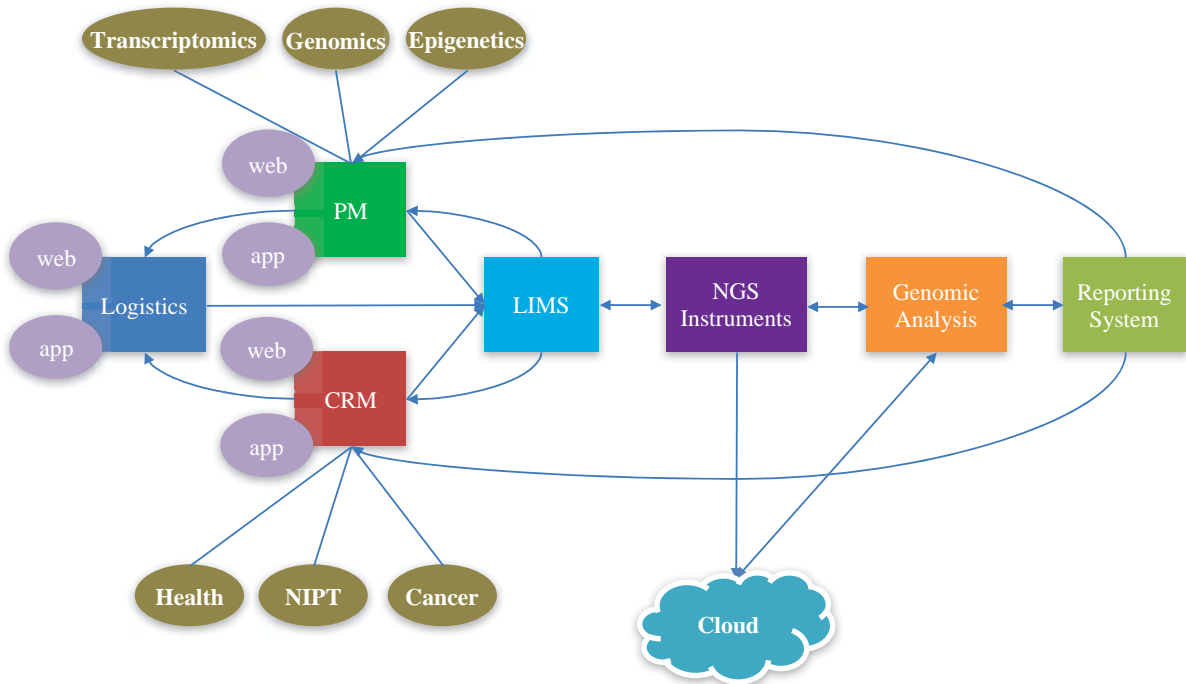 Transcriptomics
Genomics
Epigenetics
web
PM
app
web
Logistics
app
web
CRM
app
LIMS
NGS
Instruments
Genomic
Analysis
Reporting
System
Health
NIPT
Cancer
Cloud